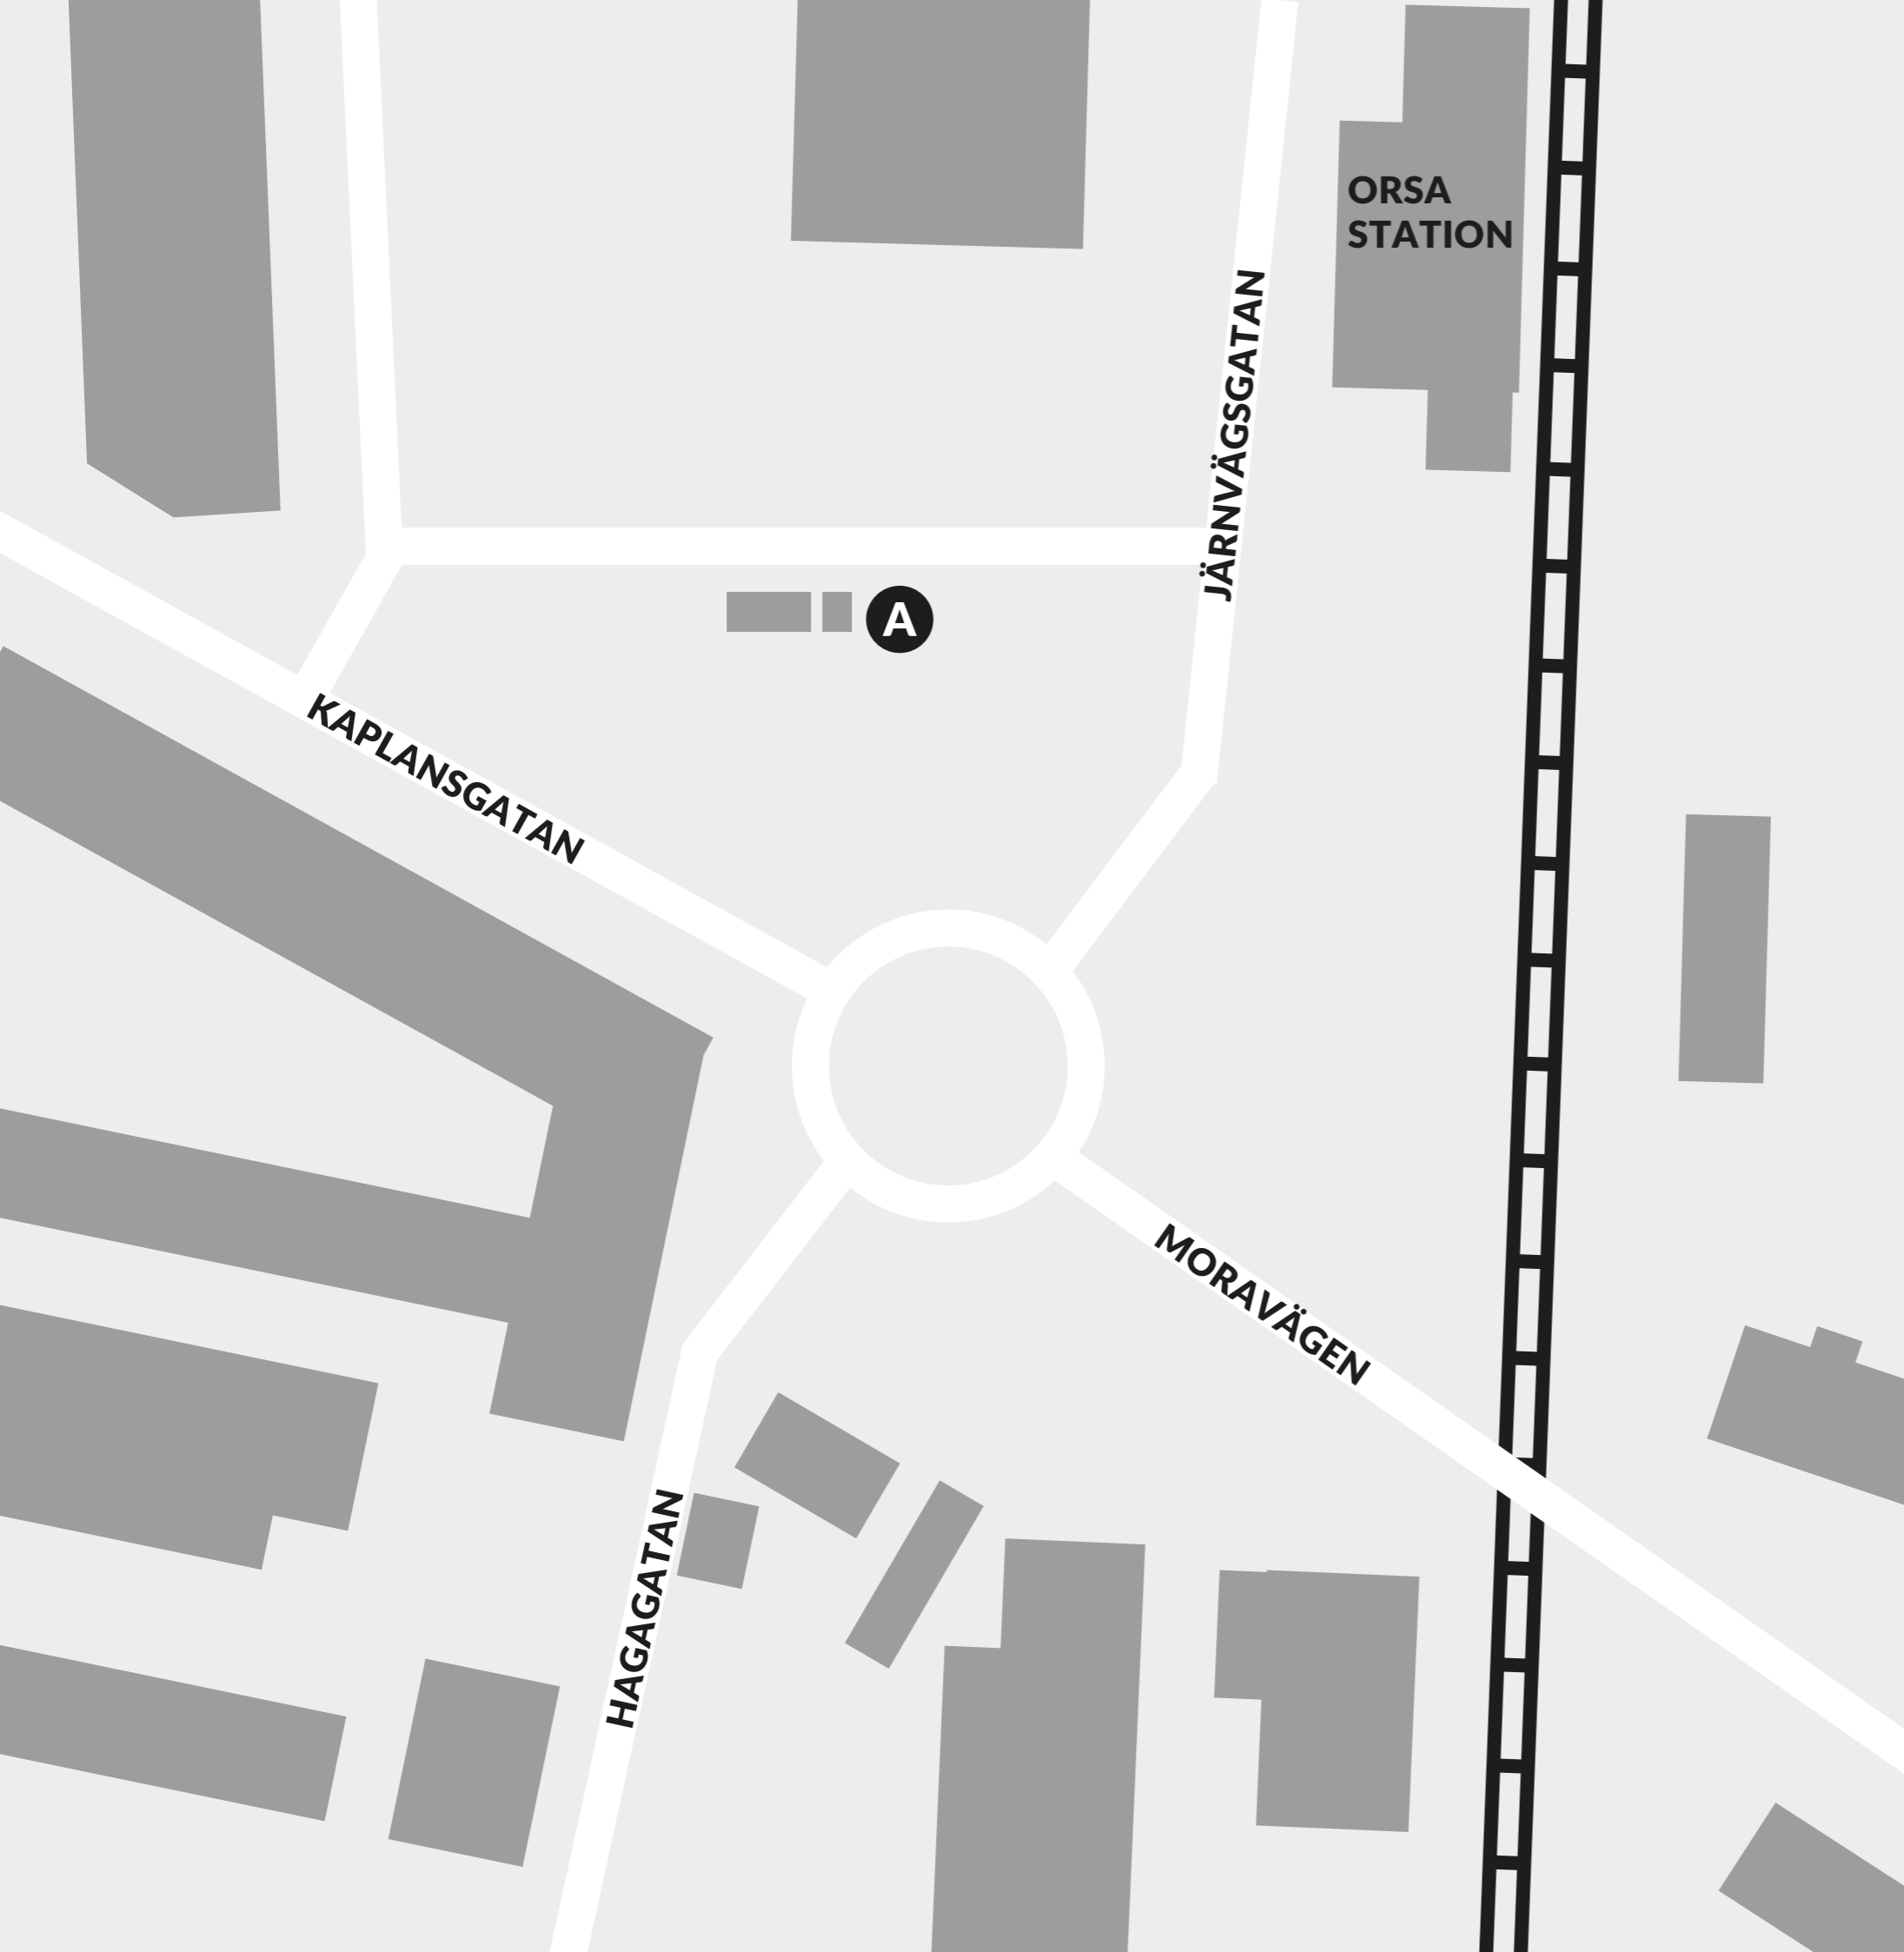 ORSA
STATION
JÄRNVÄGSGATAN
A
KAPLANSGATAN
MORAVÄGEN
HAGAGATAN